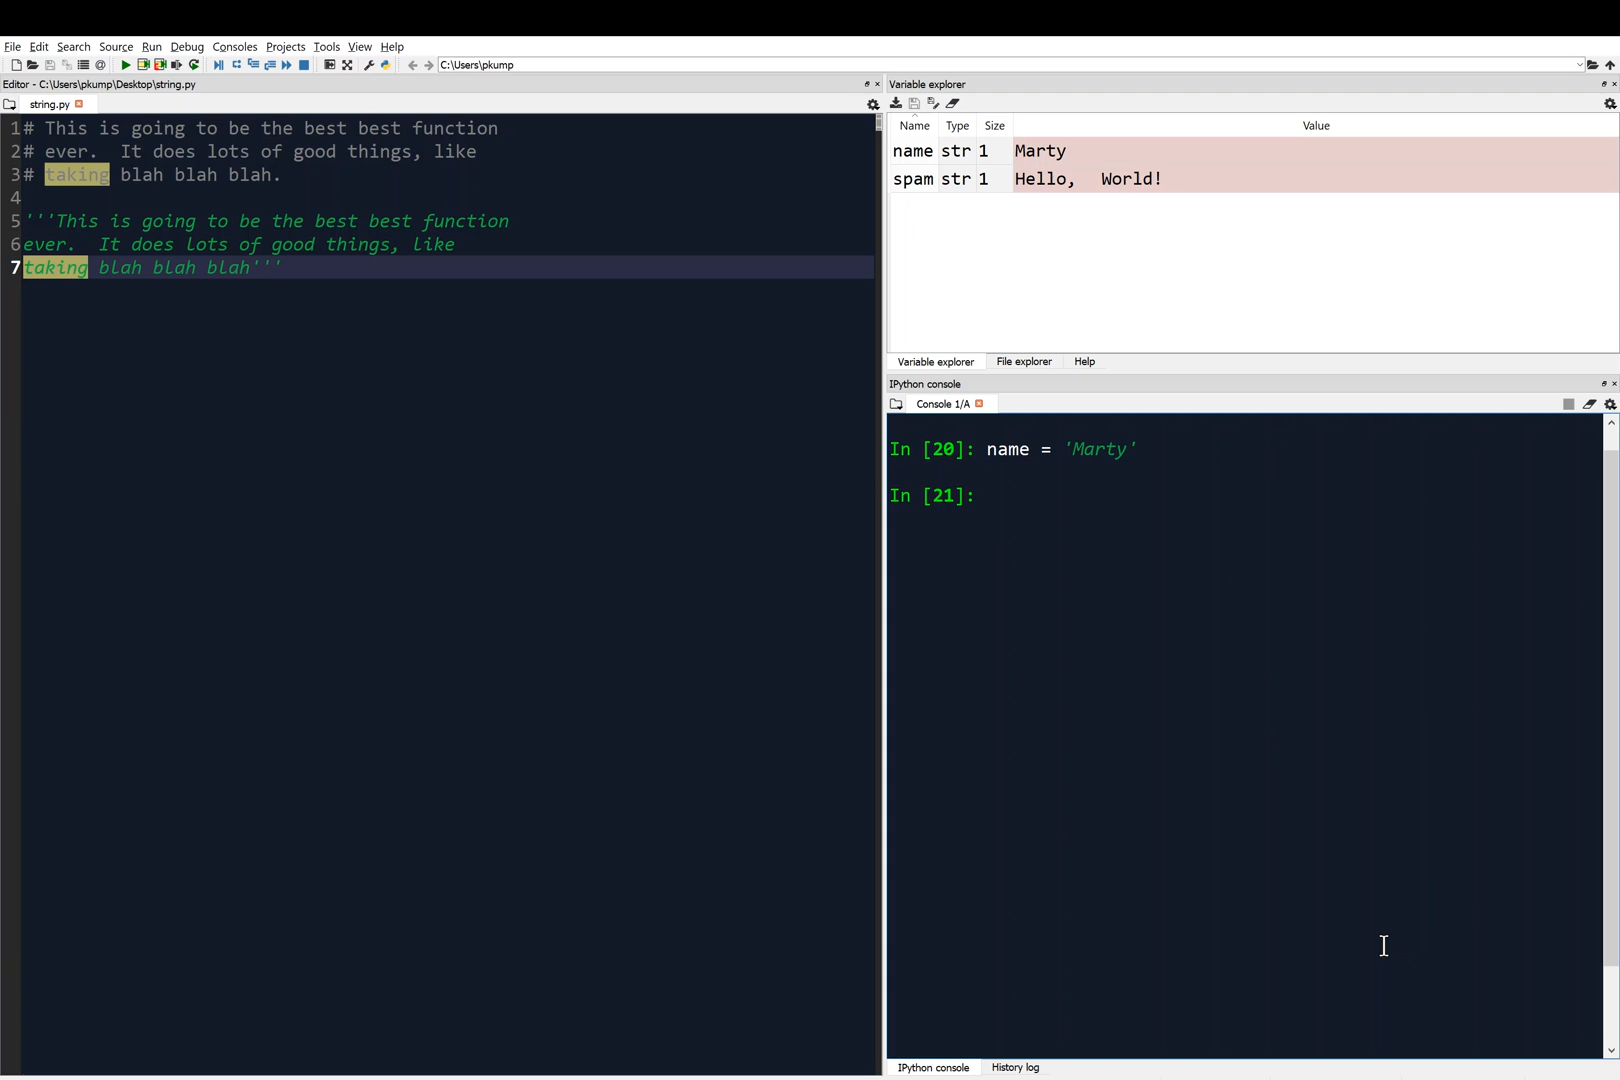 File Edit Search Source Run Debug Consoles Projects Tools View Help
C:\Users\pkump
Editor - C:\Users\pkump\Desktop\string.py
string.py
1# This is going to be the best best function
2# ever.  It does lots of good things, like
3# taking blah blah blah.
4
5'''This is going to be the best best function
6ever.  It does lots of good things, like
7taking blah blah blah'''
Variable explorer
Name Type Size Value
name str 1 Marty
spam str 1 Hello,  World!
Variable explorer File explorer Help
IPython console
Console 1/A
In [20]: name = 'Marty'
In [21]:
IPython console History log